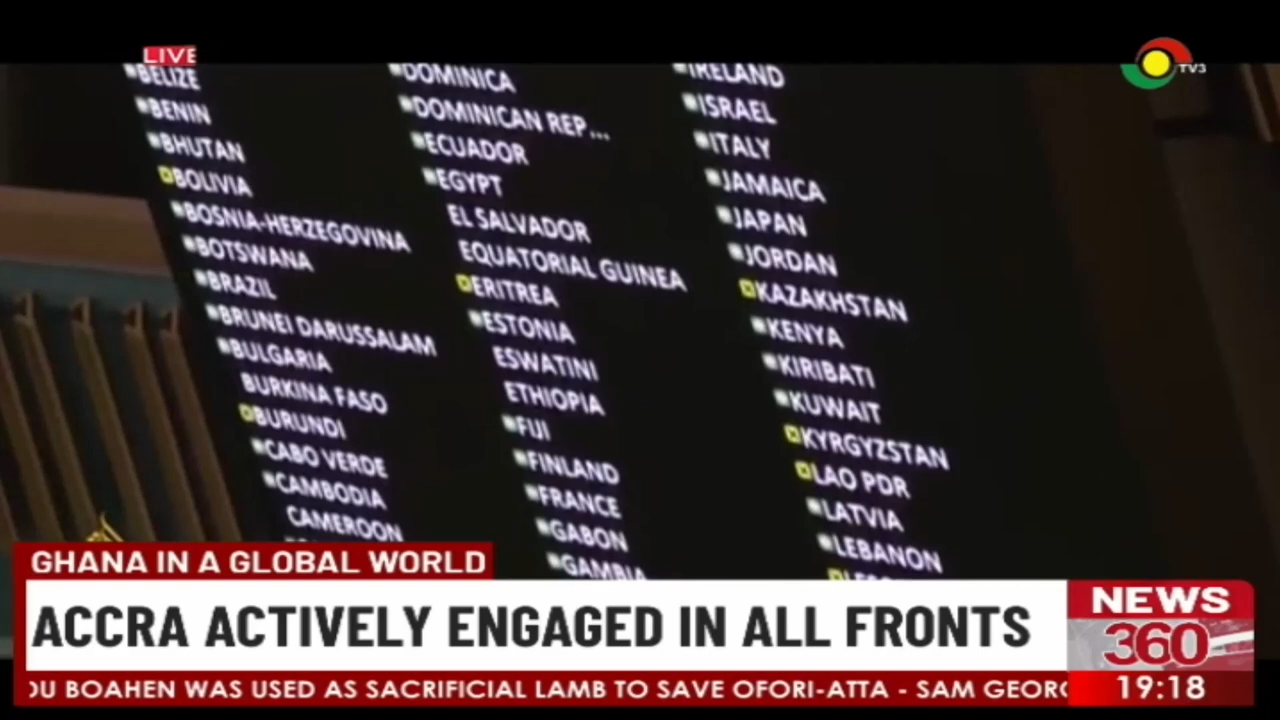 LIVE
TV3
BELIZE
BENIN
BHUTAN
BOLIVIA
BOSNIA-HERZEGOVINA
BOTSWANA
BRAZIL
BRUNEI DARUSSALAM
BULGARIA
BURKINA FASO
BURUNDI
CABO VERDE
CAMBODIA
CAMEROON
DOMINICA
DOMINICAN REP...
ECUADOR
EGYPT
EL SALVADOR
EQUATORIAL GUINEA
ERITREA
ESTONIA
ESWATINI
ETHIOPIA
FIJI
FINLAND
FRANCE
GABON
GAMBIA
IRELAND
ISRAEL
ITALY
JAMAICA
JAPAN
JORDAN
KAZAKHSTAN
KENYA
KIRIBATI
KUWAIT
KYRGYZSTAN
LAO PDR
LATVIA
LEBANON
GHANA IN A GLOBAL WORLD
ACCRA ACTIVELY ENGAGED IN ALL FRONTS
NEWS
360
OU BOAHEN WAS USED AS SACRIFICIAL LAMB TO SAVE OFORI-ATTA - SAM GEORG
19:18